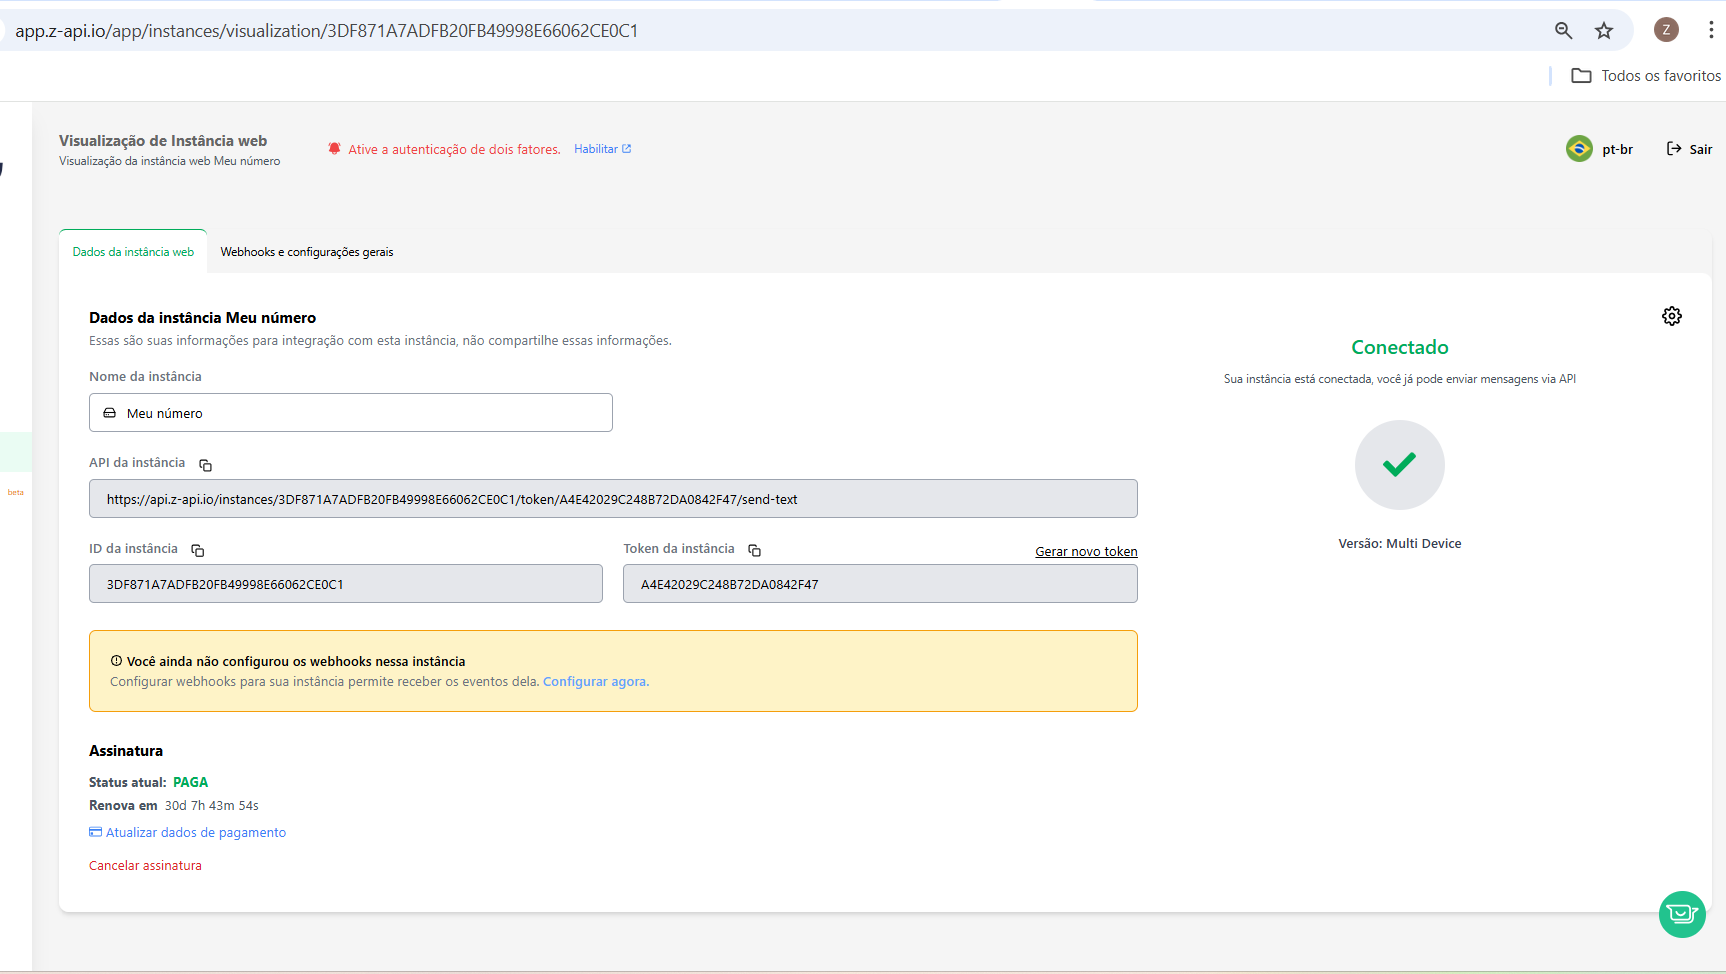 app.z-api.io/app/instances/visualization/3DF871A7ADFB20FB49998E66062CE0C1
Z
Todos os favoritos
Visualização de Instância web
Visualização da instância web Meu número
Ative a autenticação de dois fatores. Habilitar
pt-br
Sair
Dados da instância web
Webhooks e configurações gerais
Dados da instância Meu número
Essas são suas informações para integração com esta instância, não compartilhe essas informações.
Nome da instância
Meu número
API da instância
https://api.z-api.io/instances/3DF871A7ADFB20FB49998E66062CE0C1/token/A4E42029C248B72DA0842F47/send-text
ID da instância
3DF871A7ADFB20FB49998E66062CE0C1
Token da instância
Gerar novo token
A4E42029C248B72DA0842F47
Você ainda não configurou os webhooks nessa instância
Configurar webhooks para sua instância permite receber os eventos dela. Configurar agora.
Assinatura
Status atual: PAGA
Renova em 30d 7h 43m 54s
Atualizar dados de pagamento
Cancelar assinatura
Conectado
Sua instância está conectada, você já pode enviar mensagens via API
Versão: Multi Device
beta